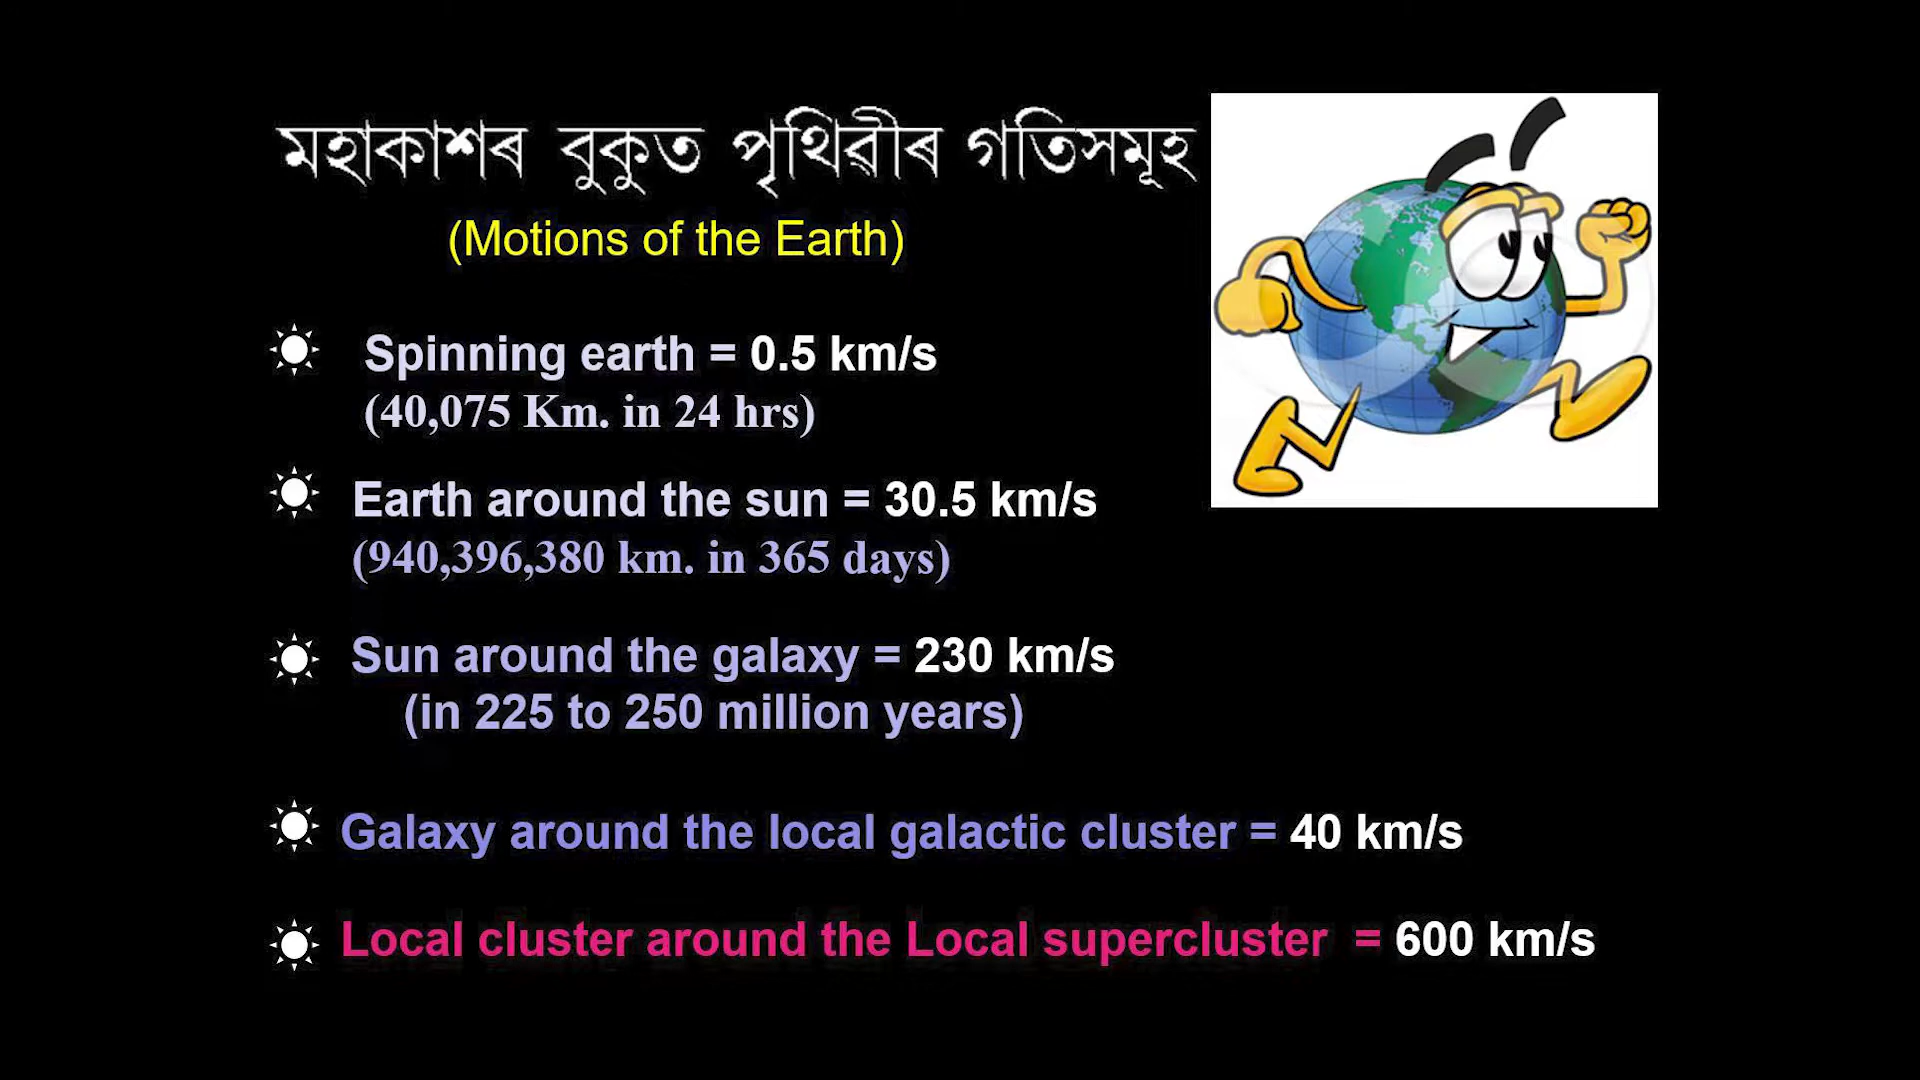 মহাকাশৰ বুকুত পৃথিৱীৰ গতিসমূহ
(Motions of the Earth)
Spinning earth = 0.5 km/s
(40,075 Km. in 24 hrs)
Earth around the sun = 30.5 km/s
(940,396,380 km. in 365 days)
Sun around the galaxy = 230 km/s
(in 225 to 250 million years)
Galaxy around the local galactic cluster = 40 km/s
Local cluster around the Local supercluster = 600 km/s